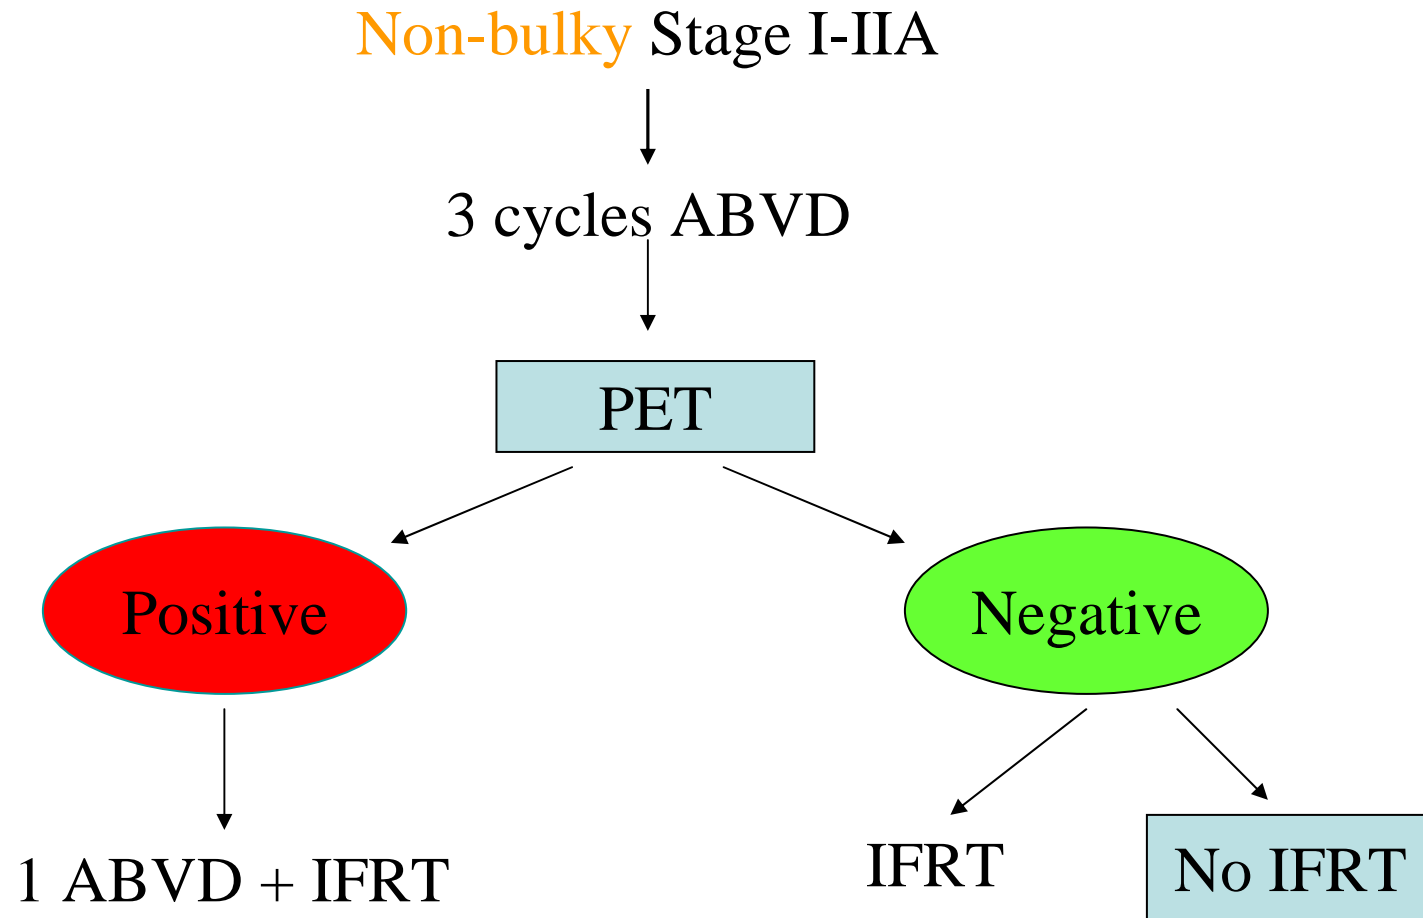 Non-bulky Stage I-IIA
3 cycles ABVD
PET
Positive
Negative
1 ABVD + IFRT
IFRT
No IFRT